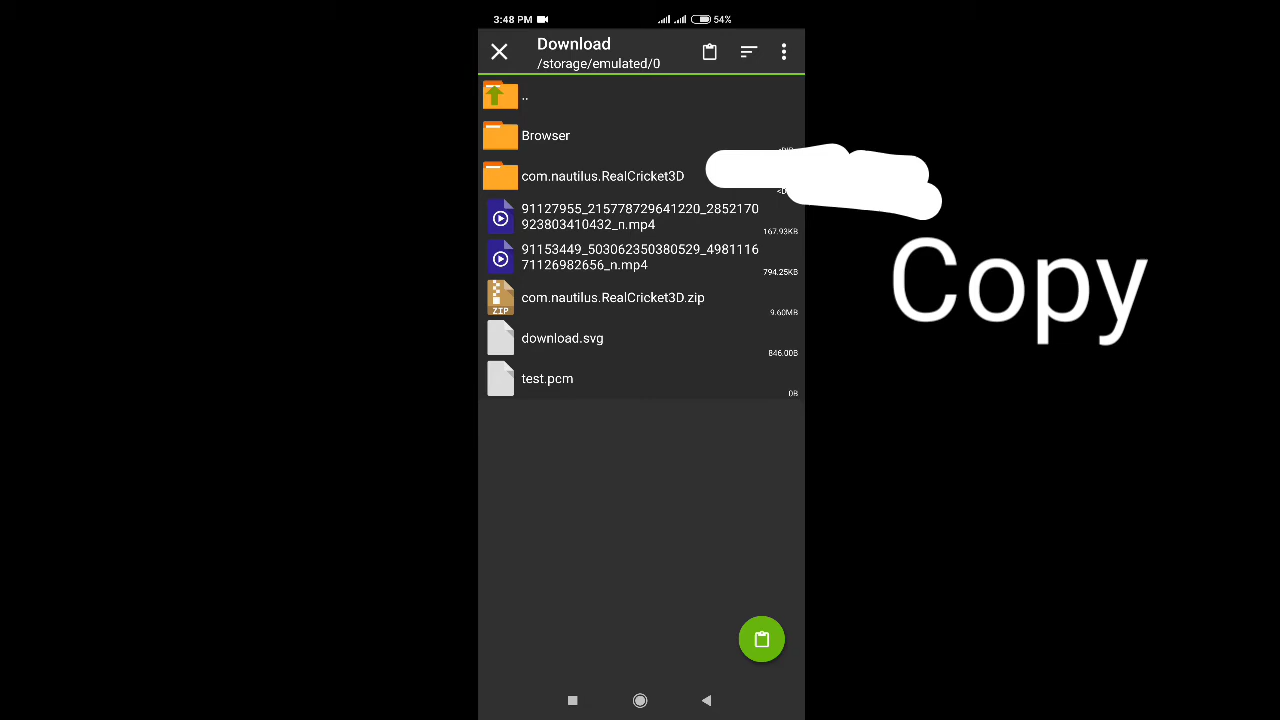 3:48 PM 54%
Download
/storage/emulated/0
..
Browser
com.nautilus.RealCricket3D
91127955_215778729641220_2852170
923803410432_n.mp4
167.93KB
91153449_503062350380529_4981116
71126982656_n.mp4
794.25KB
ZIP
com.nautilus.RealCricket3D.zip
9.60MB
download.svg
846.00B
test.pcm
0B
Copy